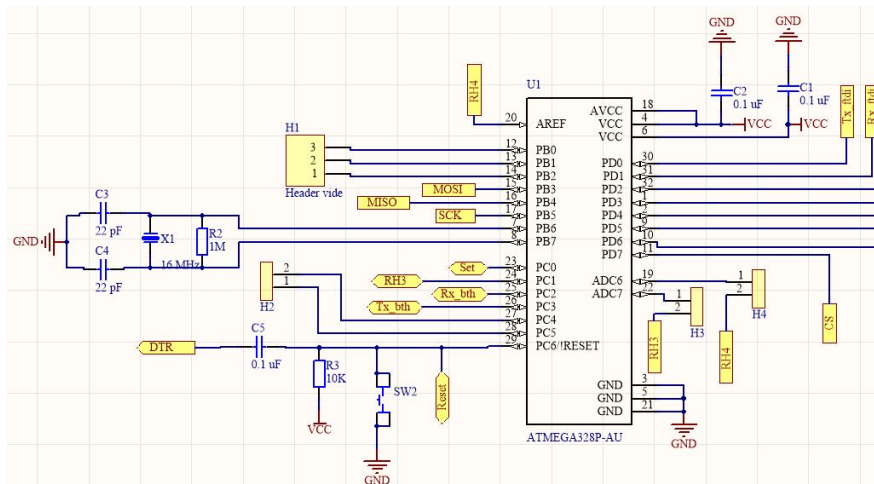 GND
GND
U1
C2
0.1 uF
C1
0.1 uF
VCC
VCC
Tx_ftdi
Rx_ftdi
RH4
20
AREF
AVCC
VCC
VCC
18
4
6
H1
3
2
1
Header vide
12
13
14
15
16
17
7
8
PB0
PB1
PB2
PB3
PB4
PB5
PB6
PB7
MOSI
MISO
SCK
PD0
PD1
PD2
PD3
PD4
PD5
PD6
PD7
30
31
32
1
2
9
10
11
C3
22 pF
GND
X1
16 MHz
R2
1M
C4
22 pF
Set
RH3
Rx_bth
Tx_bth
23
24
25
26
27
28
29
PC0
PC1
PC2
PC3
PC4
PC5
PC6/!RESET
2
1
H2
ADC6
ADC7
19
22
1
2
H4
1
2
H3
RH3
RH4
CS
DTR
C5
0.1 uF
R3
10K
VCC
SW2
GND
Reset
GND
GND
GND
3
5
21
GND
ATMEGA328P-AU